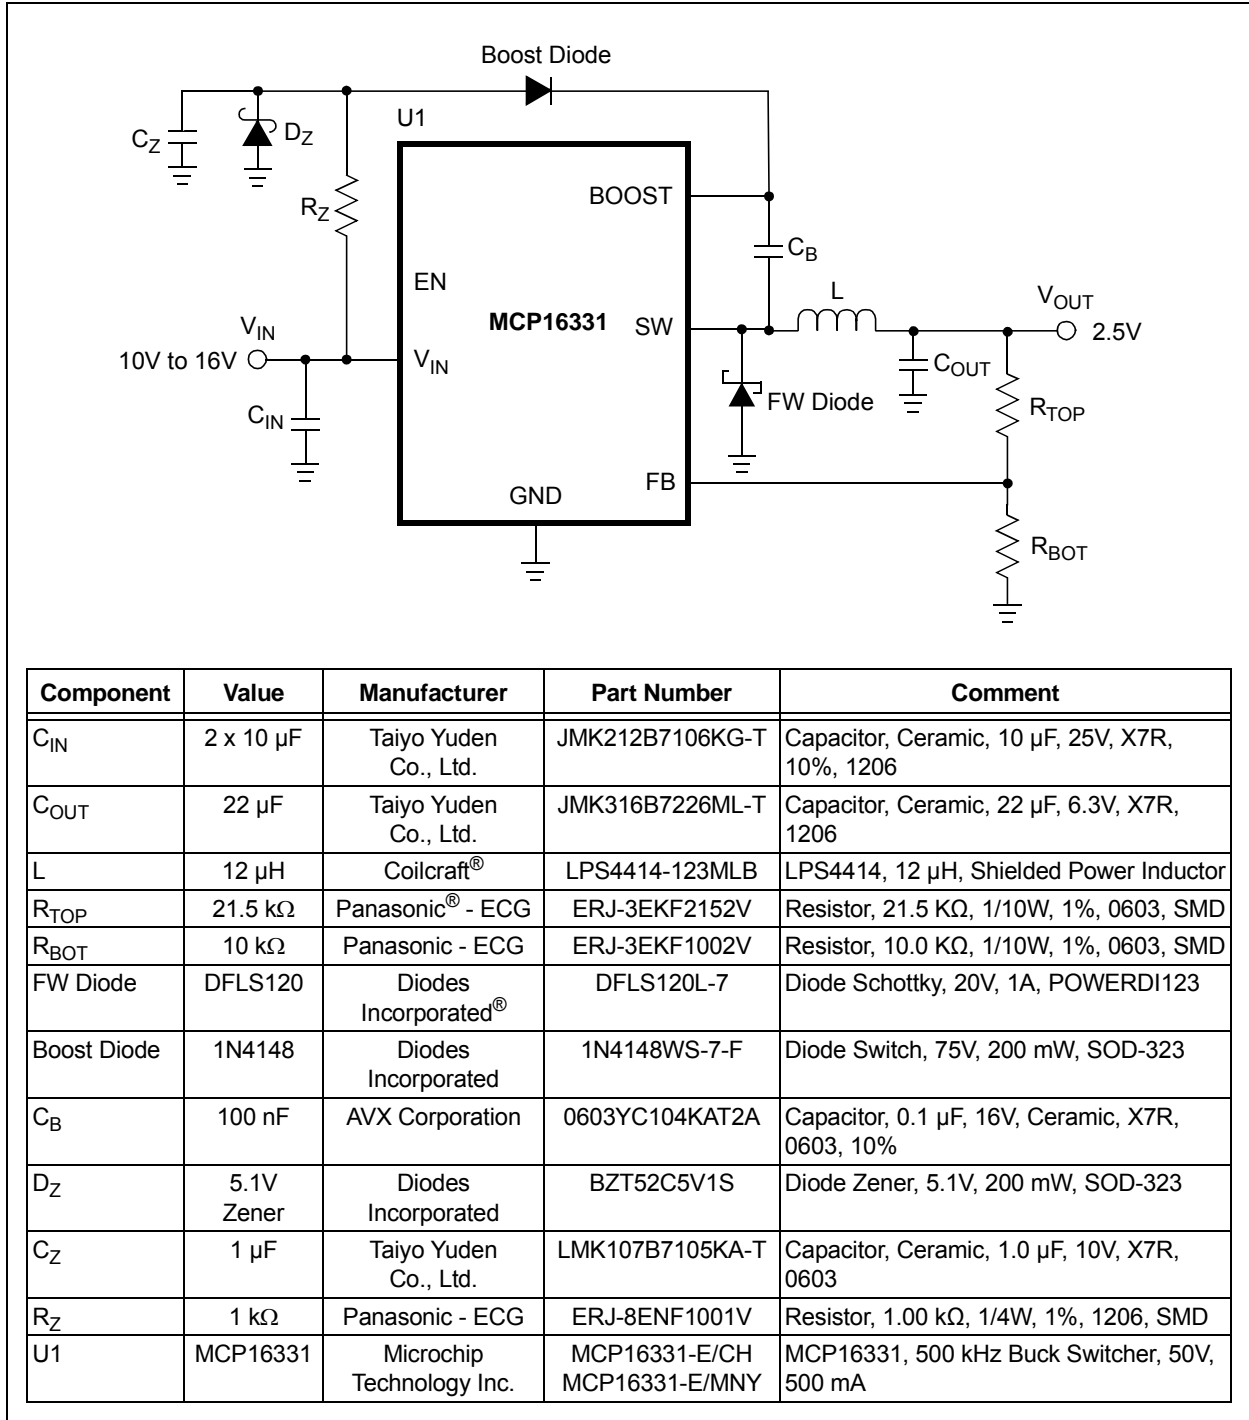 Boost Diode
U1
C_Z
D_Z
R_Z
BOOST
C_B
EN
MCP16331
SW
L
V_OUT
2.5V
V_IN
10V to 16V
V_IN
C_IN
C_OUT
FW Diode
R_TOP
FB
GND
R_BOT
Component Value Manufacturer Part Number Comment
C_IN 2 x 10 µF Taiyo Yuden JMK212B7106KG-T Capacitor, Ceramic, 10 µF, 25V, X7R,
Co., Ltd. 10%, 1206
C_OUT 22 µF Taiyo Yuden JMK316B7226ML-T Capacitor, Ceramic, 22 µF, 6.3V, X7R,
Co., Ltd. 1206
L 12 µH Coilcraft® LPS4414-123MLB LPS4414, 12 µH, Shielded Power Inductor
R_TOP 21.5 kΩ Panasonic® - ECG ERJ-3EKF2152V Resistor, 21.5 KΩ, 1/10W, 1%, 0603, SMD
R_BOT 10 kΩ Panasonic - ECG ERJ-3EKF1002V Resistor, 10.0 KΩ, 1/10W, 1%, 0603, SMD
FW Diode DFLS120 Diodes DFLS120L-7 Diode Schottky, 20V, 1A, POWERDI123
Incorporated®
Boost Diode 1N4148 Diodes 1N4148WS-7-F Diode Switch, 75V, 200 mW, SOD-323
Incorporated
C_B 100 nF AVX Corporation 0603YC104KAT2A Capacitor, 0.1 µF, 16V, Ceramic, X7R,
0603, 10%
D_Z 5.1V Diodes BZT52C5V1S Diode Zener, 5.1V, 200 mW, SOD-323
Zener Incorporated
C_Z 1 µF Taiyo Yuden LMK107B7105KA-T Capacitor, Ceramic, 1.0 µF, 10V, X7R,
Co., Ltd. 0603
R_Z 1 kΩ Panasonic - ECG ERJ-8ENF1001V Resistor, 1.00 kΩ, 1/4W, 1%, 1206, SMD
U1 MCP16331 Microchip MCP16331-E/CH MCP16331, 500 kHz Buck Switcher, 50V,
Technology Inc. MCP16331-E/MNY 500 mA